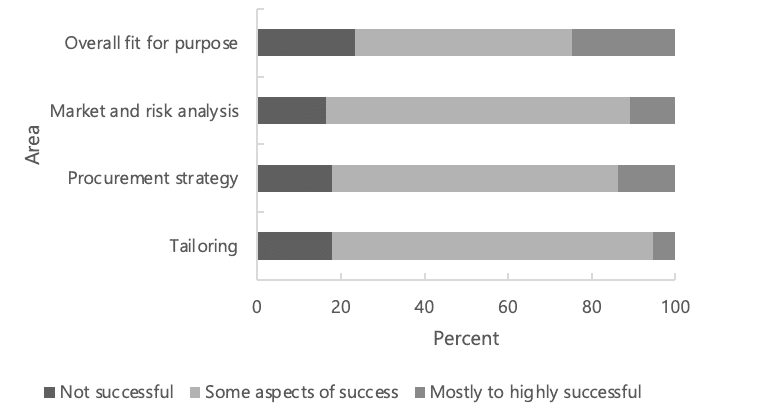 Overall fit for purpose
Market and risk analysis
Area
Procurement strategy
Tailoring
0 20 40 60 80 100
Percent
Not successful Some aspects of success Mostly to highly successful